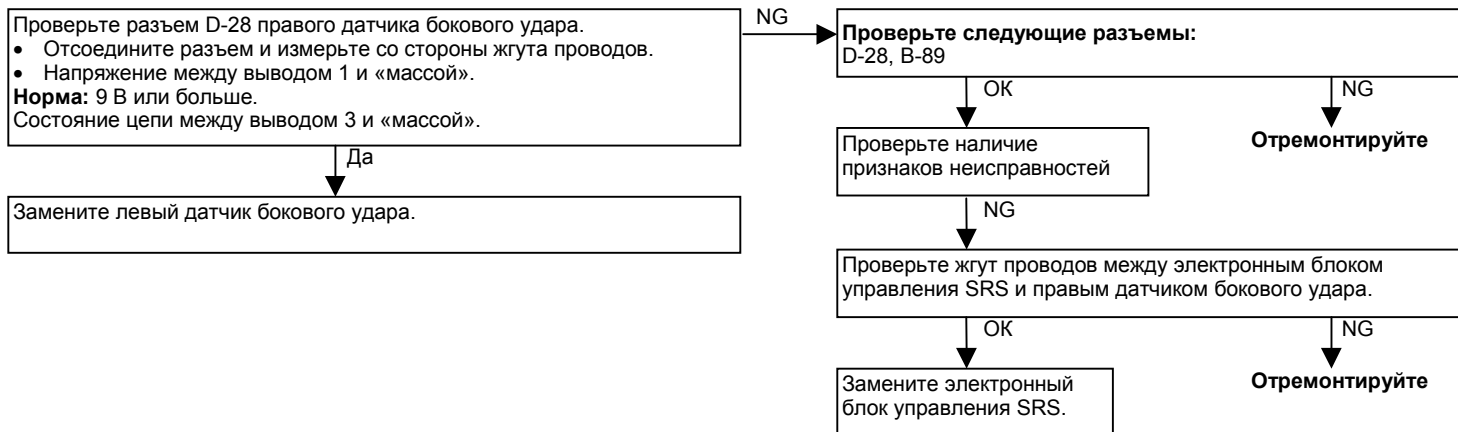 Проверьте разъем D-28 правого датчика бокового удара.
• Отсоедините разъем и измерьте со стороны жгута проводов.
• Напряжение между выводом 1 и «массой».
Норма: 9 В или больше.
Состояние цепи между выводом 3 и «массой».
Да
Замените левый датчик бокового удара.
NG
Проверьте следующие разъемы:
D-28, B-89
ОК
NG
Проверьте наличие
признаков неисправностей
Отремонтируйте
NG
Проверьте жгут проводов между электронным блоком
управления SRS и правым датчиком бокового удара.
ОК
NG
Замените электронный
блок управления SRS.
Отремонтируйте